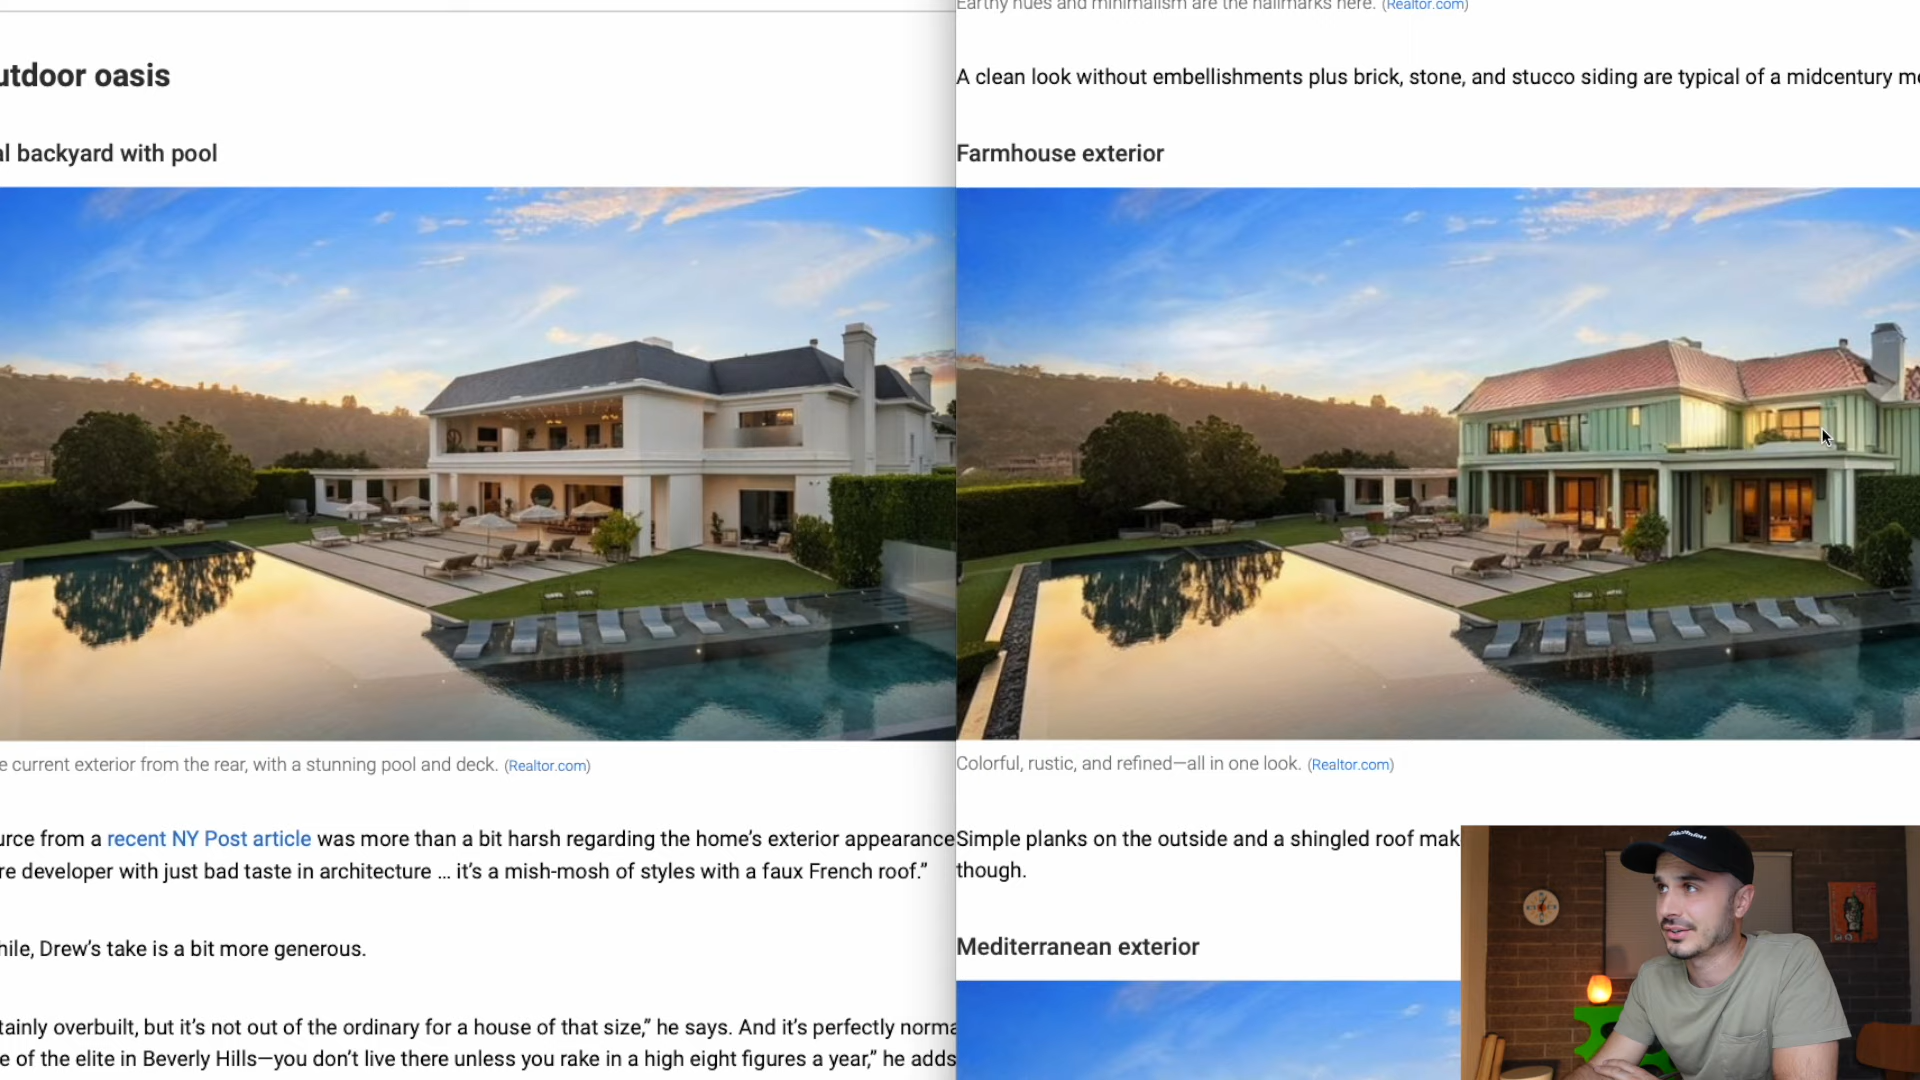 utdoor oasis
al backyard with pool
e current exterior from the rear, with a stunning pool and deck. (Realtor.com)
urce from a recent NY Post article was more than a bit harsh regarding the home’s exterior appearance
re developer with just bad taste in architecture … it’s a mish-mosh of styles with a faux French roof.”
hile, Drew’s take is a bit more generous.
tainly overbuilt, but it’s not out of the ordinary for a house of that size,” he says. And it’s perfectly norma
e of the elite in Beverly Hills—you don’t live there unless you rake in a high eight figures a year,” he adds
Earthy hues and minimalism are the hallmarks here. (Realtor.com)
A clean look without embellishments plus brick, stone, and stucco siding are typical of a midcentury m
Farmhouse exterior
Colorful, rustic, and refined—all in one look. (Realtor.com)
Simple planks on the outside and a shingled roof mak
though.
Mediterranean exterior